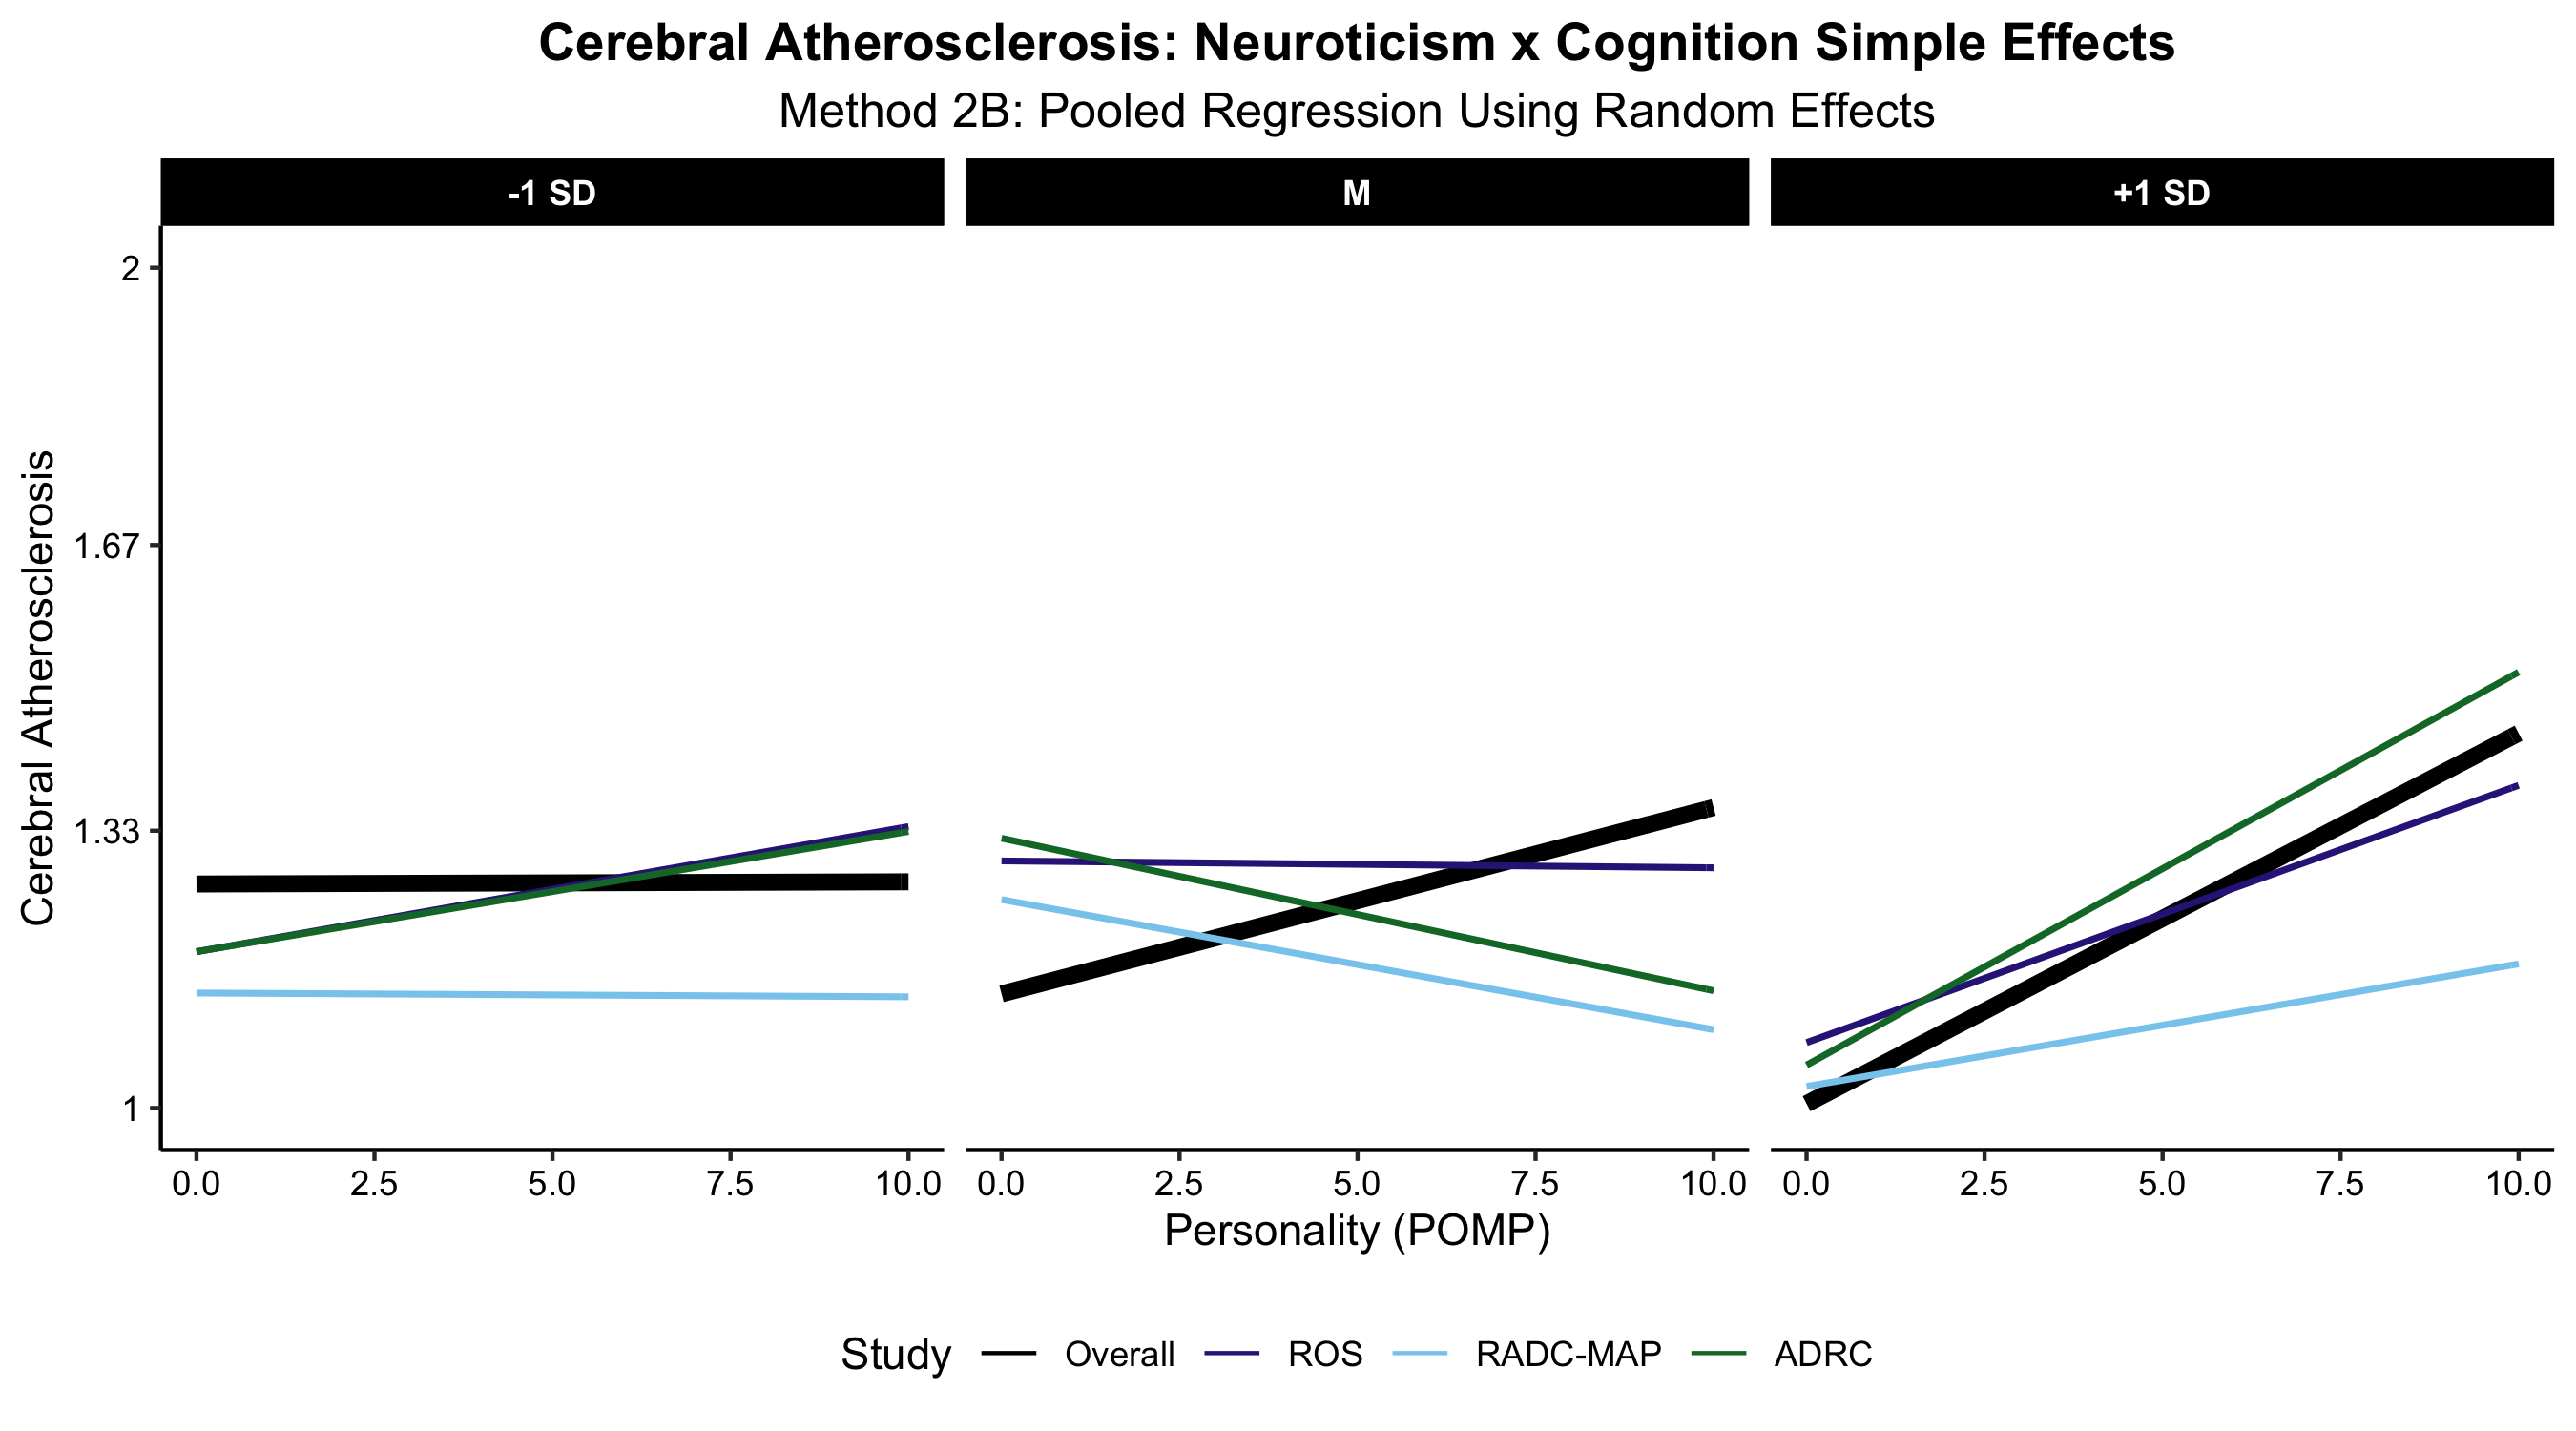 Cerebral Atherosclerosis: Neuroticism x Cognition Simple Effects
Method 2B: Pooled Regression Using Random Effects
-1 SD
M
+1 SD
Cerebral Atherosclerosis
2
1.67
1.33
1
0.0 2.5 5.0 7.5 10.0 0.0 2.5 5.0 7.5 10.0 0.0 2.5 5.0 7.5 10.0
Personality (POMP)
Study Overall ROS RADC-MAP ADRC